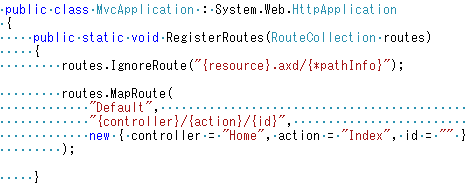 public class MvcApplication : System.Web.HttpApplication
{
    public static void RegisterRoutes(RouteCollection routes)
    {
        routes.IgnoreRoute("{resource}.axd/{*pathInfo}");

        routes.MapRoute(
            "Default",
            "{controller}/{action}/{id}",
            new { controller = "Home", action = "Index", id = "" }
        );

    }